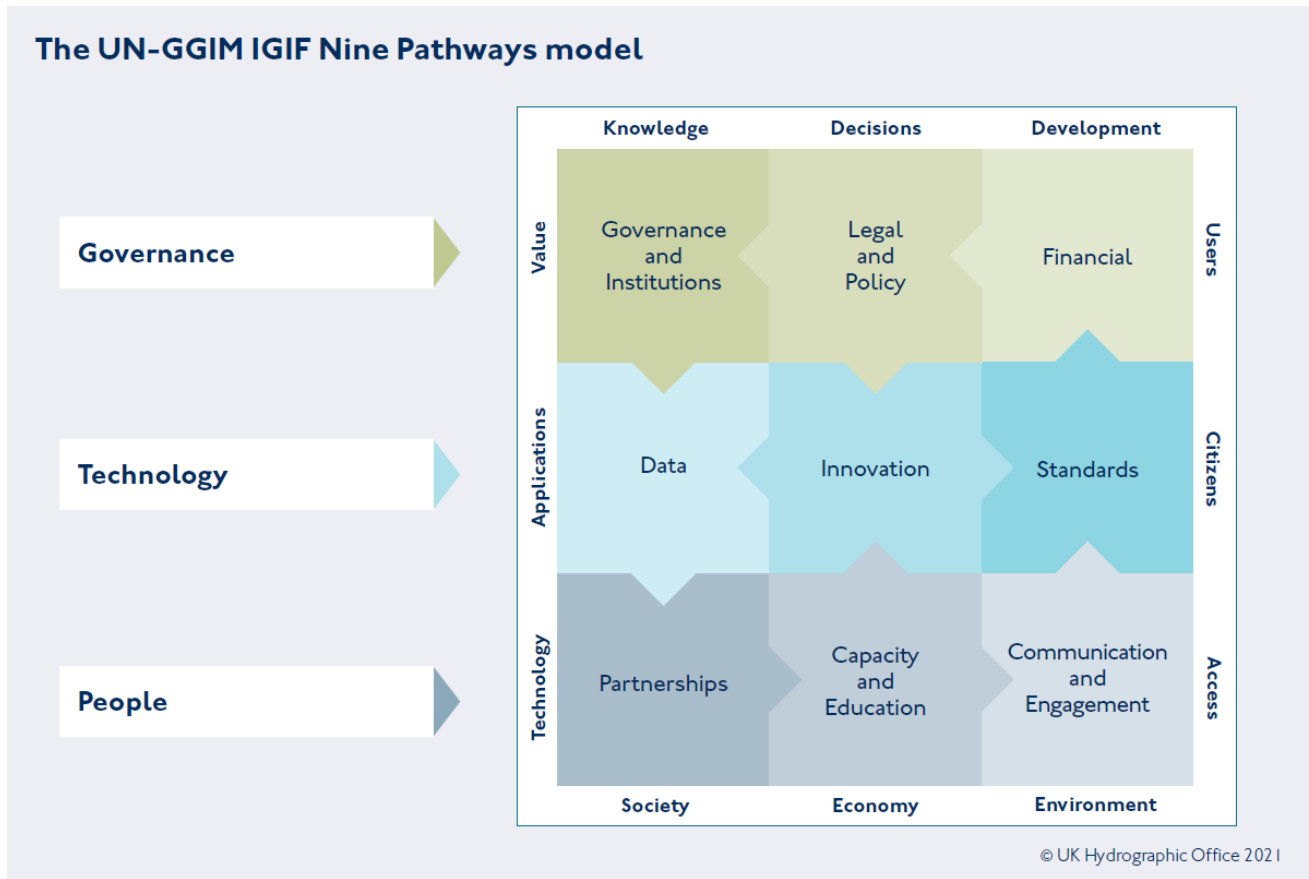 The UN-GGIM IGIF Nine Pathways model
Knowledge
Decisions
Development
Governance
Value
Governance
and
Institutions
Legal
and
Policy
Financial
Users
Technology
Applications
Data
Innovation
Standards
Citizens
People
Technology
Partnerships
Capacity
and
Education
Communication
and
Engagement
Access
Society
Economy
Environment
© UK Hydrographic Office 2021